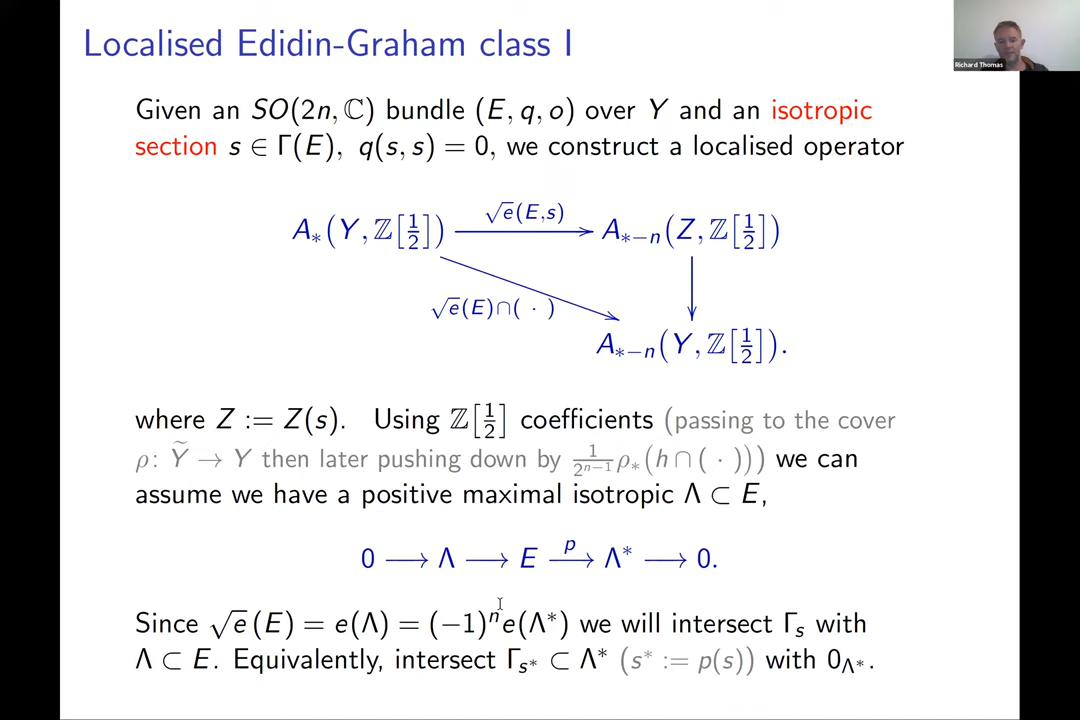 Localised Edidin-Graham class I
Richard Thomas
Given an SO(2n, ℂ) bundle (E, q, o) over Y and an isotropic
section s ∈ Γ(E), q(s, s) = 0, we construct a localised operator
A_*(Y, ℤ[1/2]) ⟶ A_{*−n}(Z, ℤ[1/2])
√e(E,s)
√e(E)∩( · )
A_{*−n}(Y, ℤ[1/2]).
where Z := Z(s). Using ℤ[1/2] coefficients (passing to the cover
ρ: Ỹ → Y then later pushing down by 1/2^{n−1} ρ_*(h ∩ ( · ))) we can
assume we have a positive maximal isotropic Λ ⊂ E,
0 ⟶ Λ ⟶ E ⟶^p Λ* ⟶ 0.
Since √e (E) = e(Λ) = (−1)^n e(Λ*) we will intersect Γ_s with
Λ ⊂ E. Equivalently, intersect Γ_{s*} ⊂ Λ* (s* := p(s)) with 0_{Λ*}.